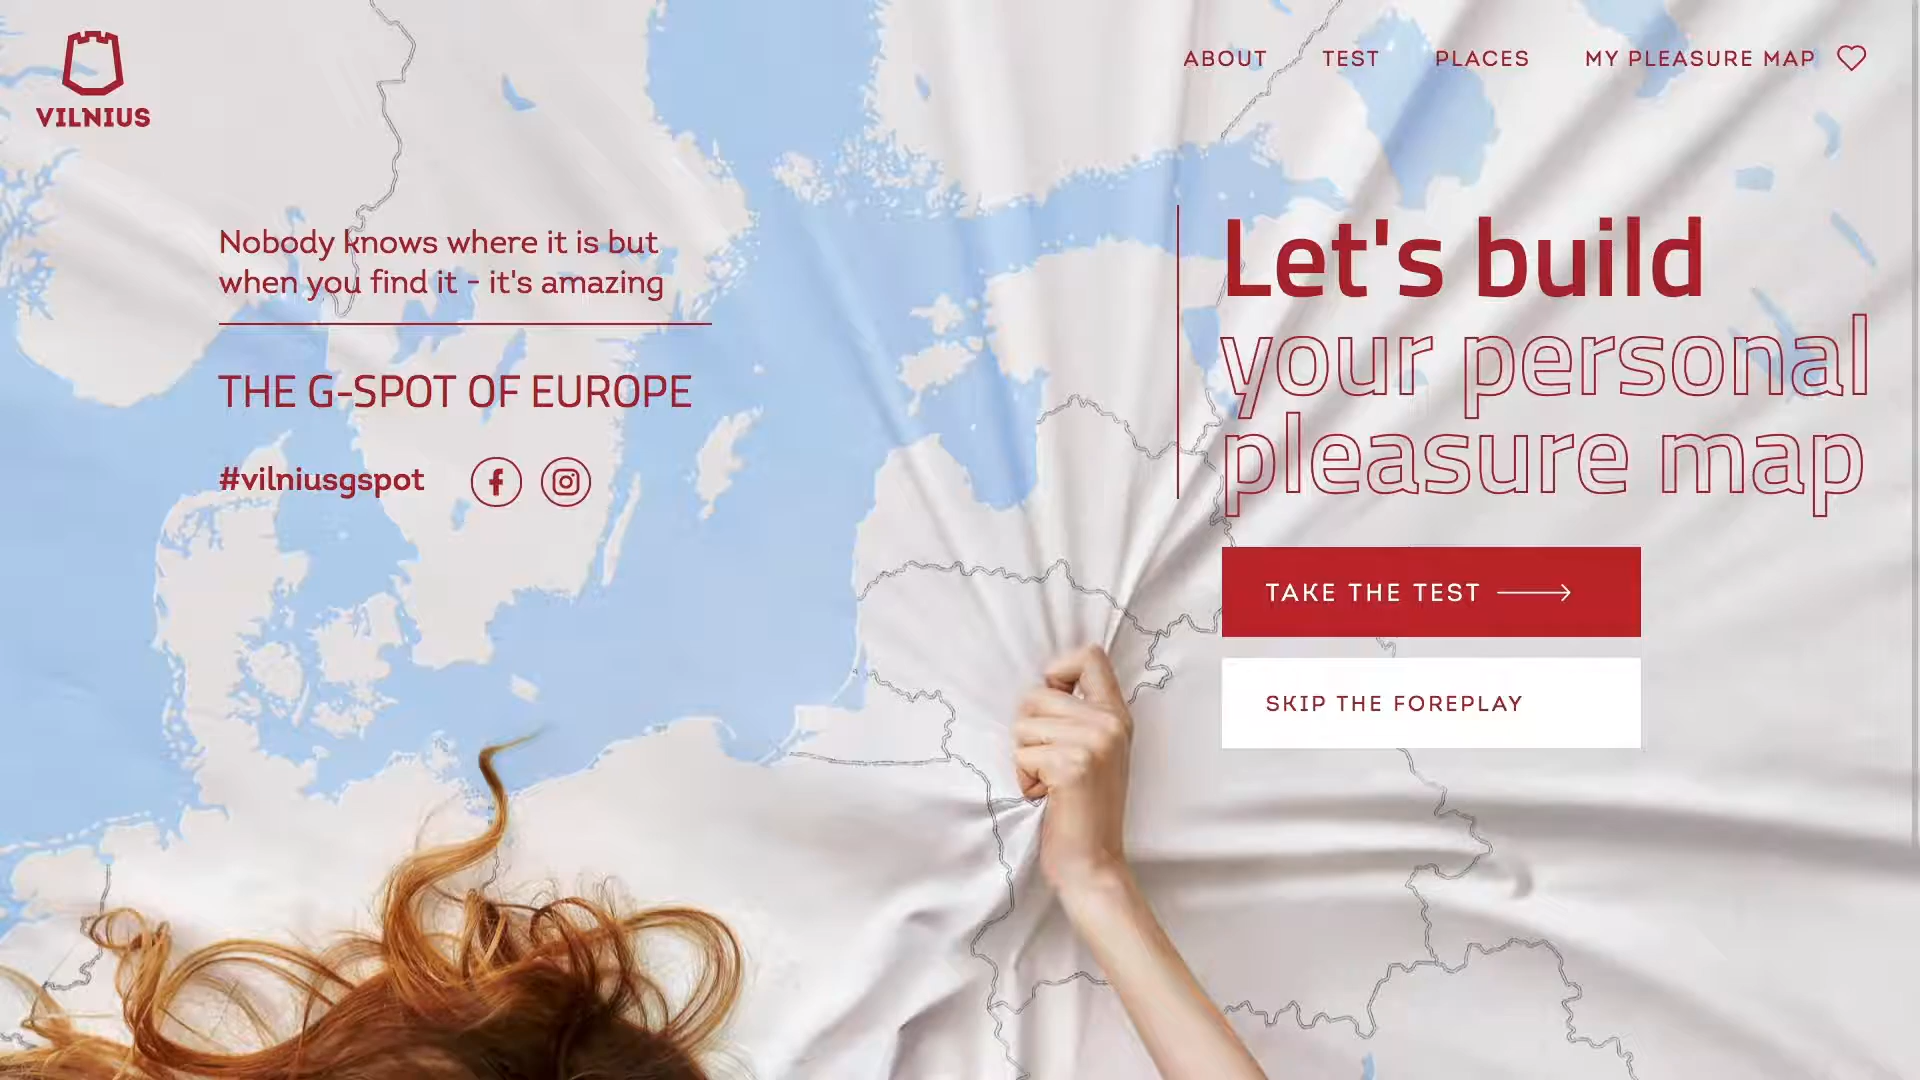 VILNIUS
ABOUT
TEST
PLACES
MY PLEASURE MAP
Nobody knows where it is but
when you find it - it's amazing
THE G-SPOT OF EUROPE
#vilniusgspot
Let's build
your personal
pleasure map
TAKE THE TEST
SKIP THE FOREPLAY